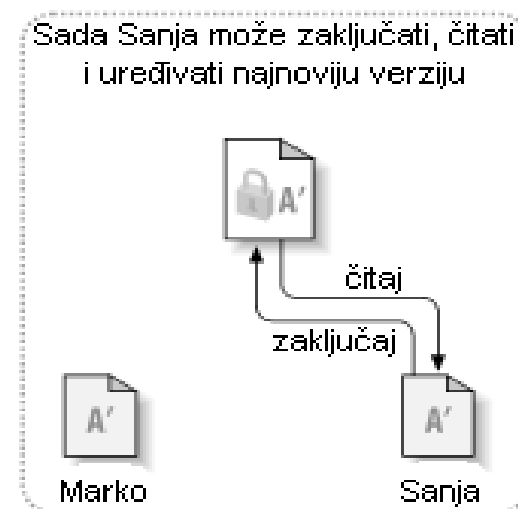 Sada Sanja može zaključati, čitati
i uređivati najnoviju verziju
A′
čitaj
zaključaj
A′
A′
Marko
Sanja